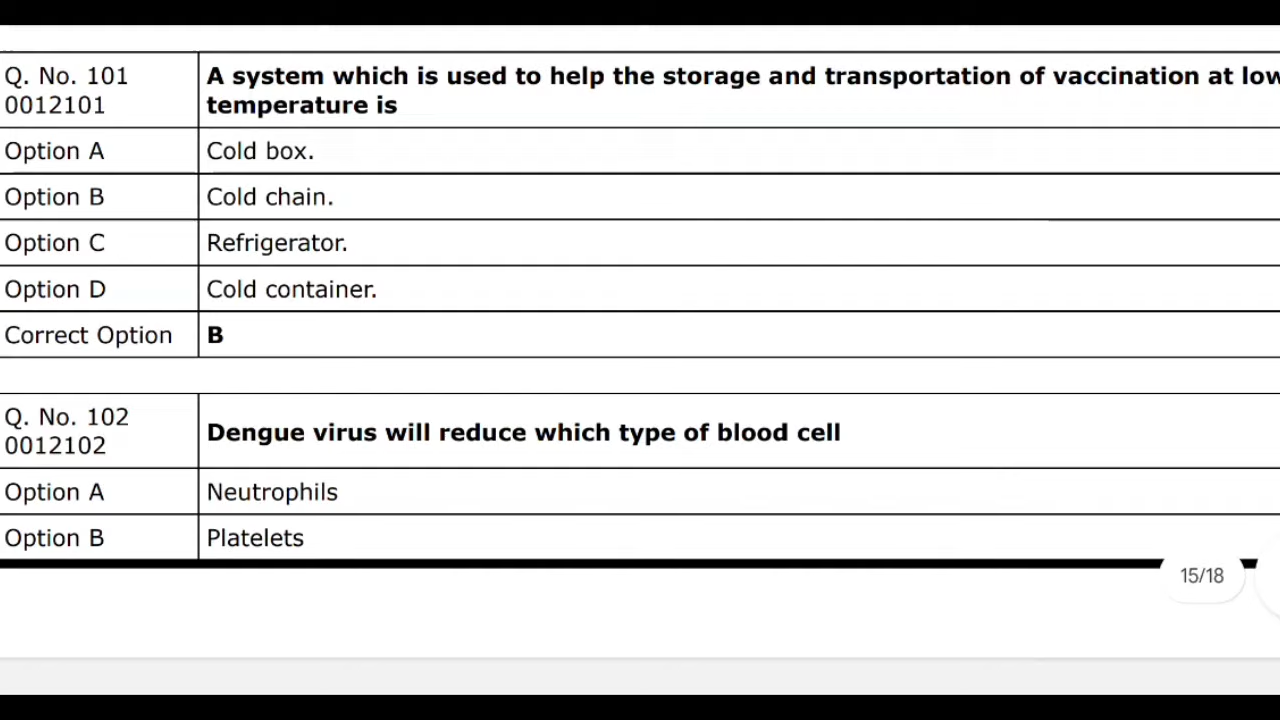 Q. No. 101
0012101
A system which is used to help the storage and transportation of vaccination at low
temperature is
Option A
Cold box.
Option B
Cold chain.
Option C
Refrigerator.
Option D
Cold container.
Correct Option
B
Q. No. 102
0012102
Dengue virus will reduce which type of blood cell
Option A
Neutrophils
Option B
Platelets
15/18